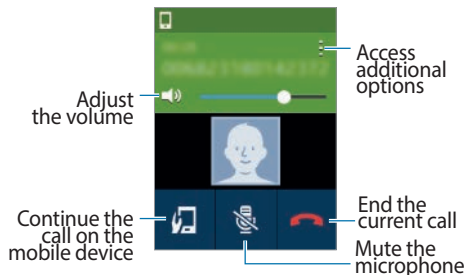 Access
additional
options
Adjust
the volume
Continue the
call on the
mobile device
End the
current call
Mute the
microphone